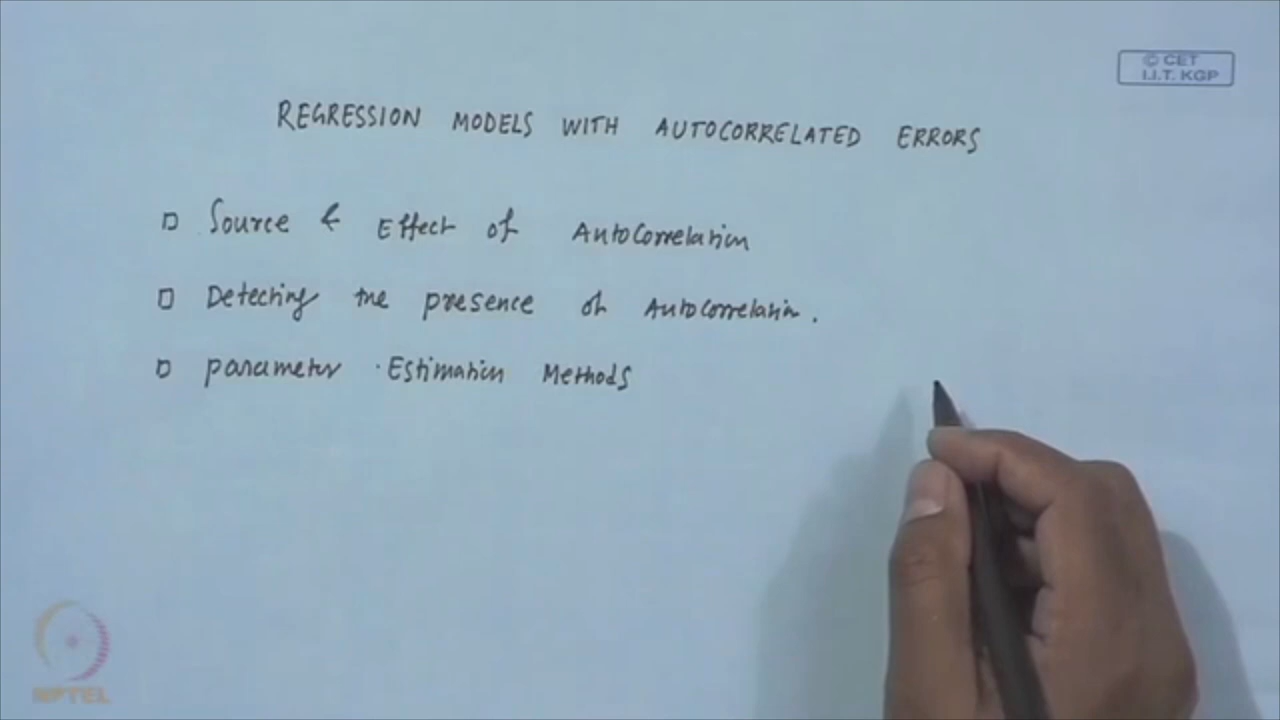 © CET
I.I.T. KGP
REGRESSION MODELS WITH AUTOCORRELATED ERRORS
Source & Effect of AutoCorrelation
Detecting the presence of Autocorrelation.
parameter Estimation Methods
NPTEL